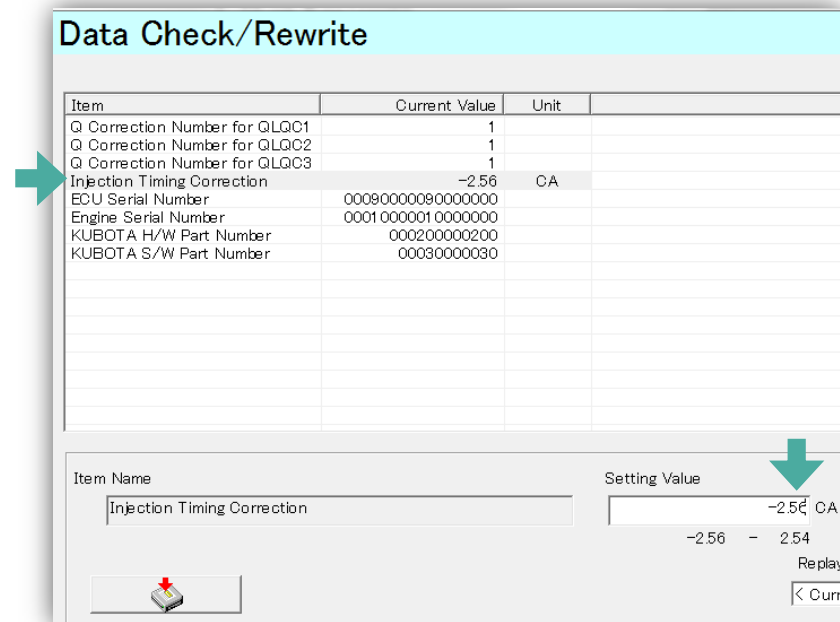 Data Check/Rewrite
Item Current Value Unit
Q Correction Number for QLQC1 1
Q Correction Number for QLQC2 1
Q Correction Number for QLQC3 1
Injection Timing Correction -2.56 CA
ECU Serial Number 00090000090000000
Engine Serial Number 00010000010000000
KUBOTA H/W Part Number 000200000200
KUBOTA S/W Part Number 00030000030
Item Name Setting Value
Injection Timing Correction -2.56 CA
-2.56 - 2.54
Replay
< Curr